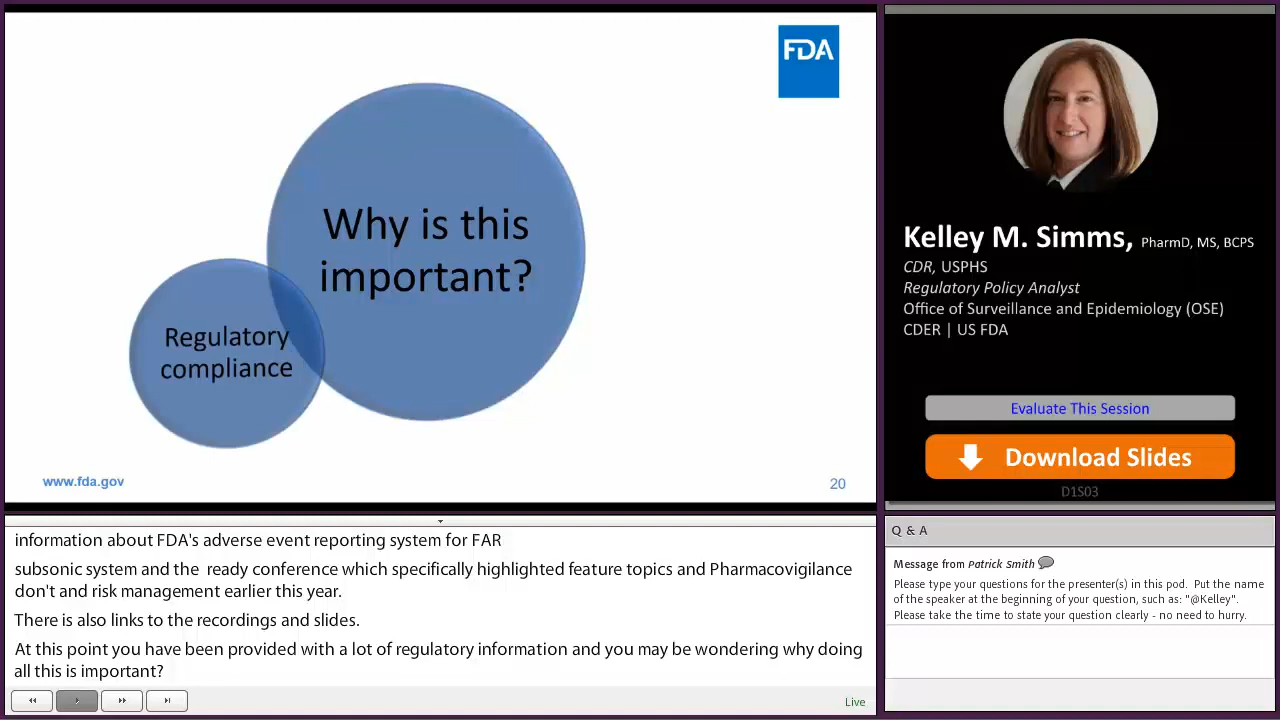 FDA
Why is this
important?
Regulatory
compliance
www.fda.gov
20
Kelley M. Simms, PharmD, MS, BCPS
CDR, USPHS
Regulatory Policy Analyst
Office of Surveillance and Epidemiology (OSE)
CDER | US FDA
Evaluate This Session
Download Slides
D1S03
information about FDA's adverse event reporting system for FAR
subsonic system and the ready conference which specifically highlighted feature topics and Pharmacovigilance
don't and risk management earlier this year.
There is also links to the recordings and slides.
At this point you have been provided with a lot of regulatory information and you may be wondering why doing
all this is important?
Live
Q & A
Message from Patrick Smith
Please type your questions for the presenter(s) in this pod. Put the name
of the speaker at the beginning of your question, such as: "@Kelley".
Please take the time to state your question clearly - no need to hurry.